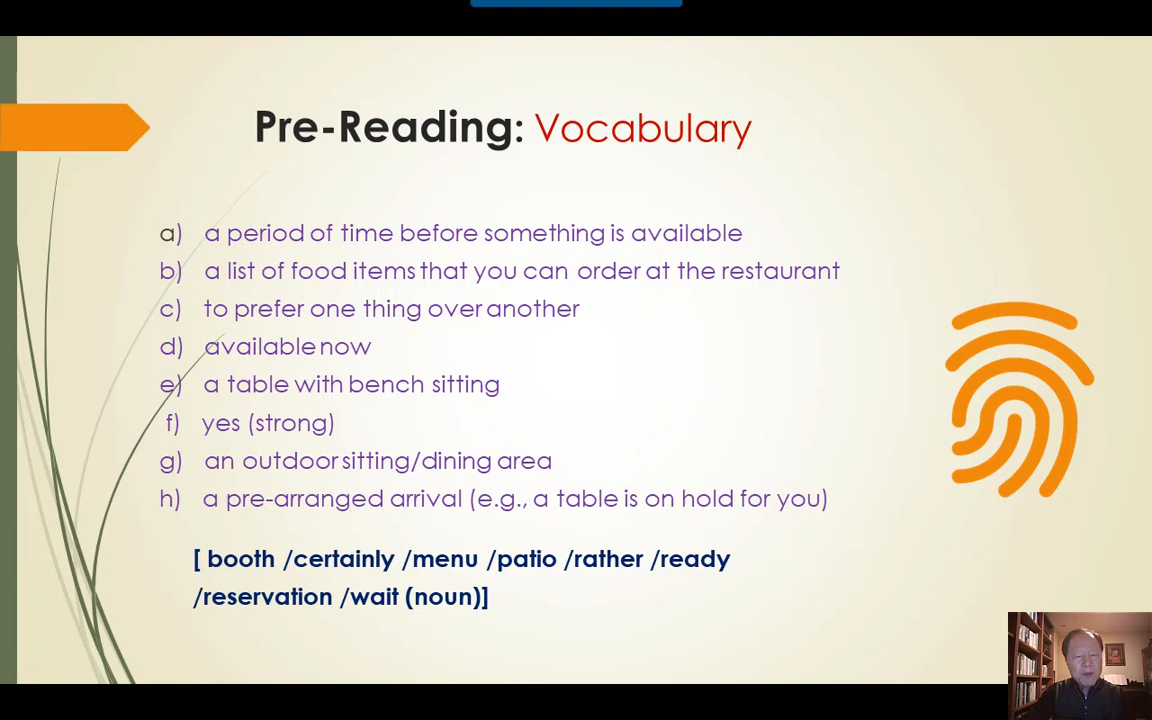 Pre-Reading: Vocabulary
a) a period of time before something is available
b) a list of food items that you can order at the restaurant
c) to prefer one thing over another
d) available now
e) a table with bench sitting
f) yes (strong)
g) an outdoor sitting/dining area
h) a pre-arranged arrival (e.g., a table is on hold for you)
[ booth /certainly /menu /patio /rather /ready
/reservation /wait (noun)]